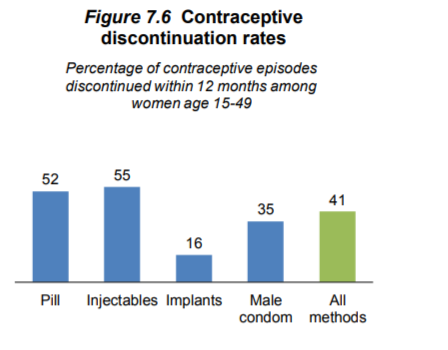 Figure 7.6 Contraceptive
discontinuation rates
Percentage of contraceptive episodes
discontinued within 12 months among
women age 15-49
52
55
16
35
41
Pill
Injectables
Implants
Male
condom
All
methods